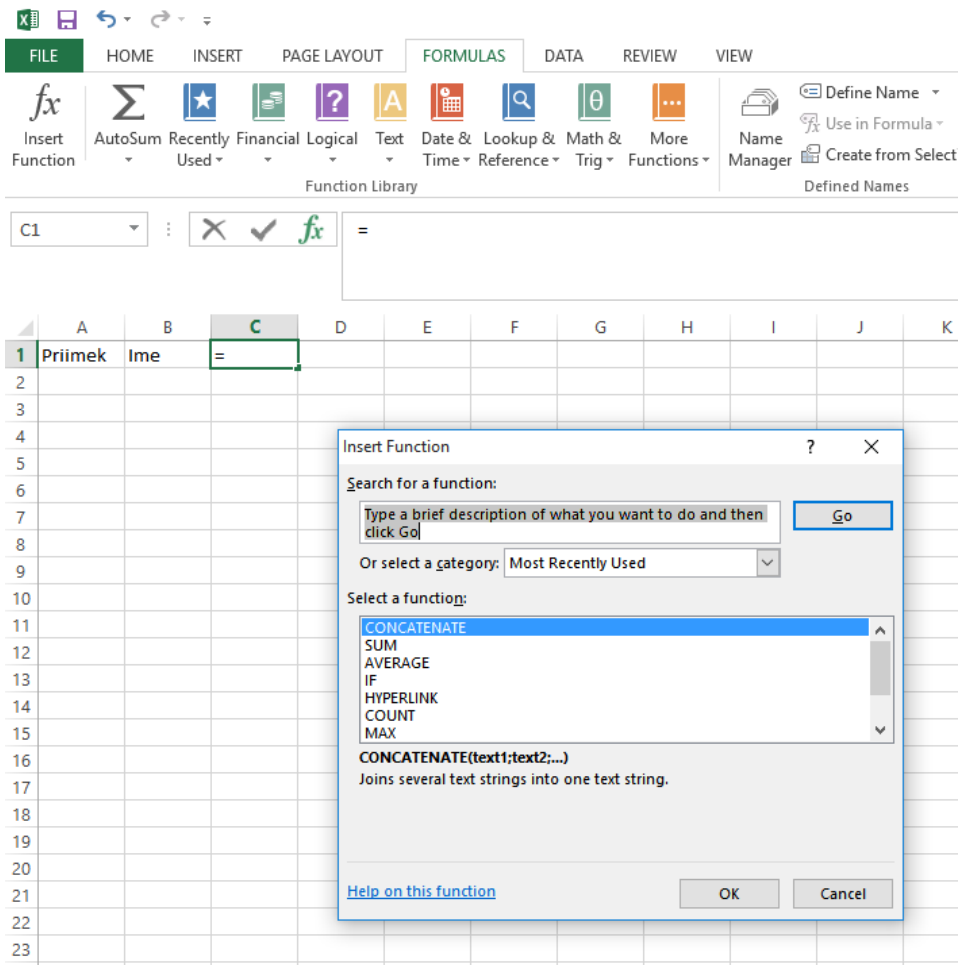 FILE HOME INSERT PAGE LAYOUT FORMULAS DATA REVIEW VIEW
fx Σ ? A θ
Insert AutoSum Recently Financial Logical Text Date & Lookup & Math & More Name
Function Used Time Reference Trig Functions Manager
Define Name
Use in Formula
Create from Select
Function Library Defined Names
C1 fx =
A B C D E F G H I J K
1 Priimek Ime =
2
3
4
5
6
7
8
9
10
11
12
13
14
15
16
17
18
19
20
21
22
23
Insert Function ?
Search for a function:
Type a brief description of what you want to do and then
click Go
Go
Or select a category: Most Recently Used
Select a function:
CONCATENATE
SUM
AVERAGE
IF
HYPERLINK
COUNT
MAX
CONCATENATE(text1;text2;...)
Joins several text strings into one text string.
Help on this function OK Cancel